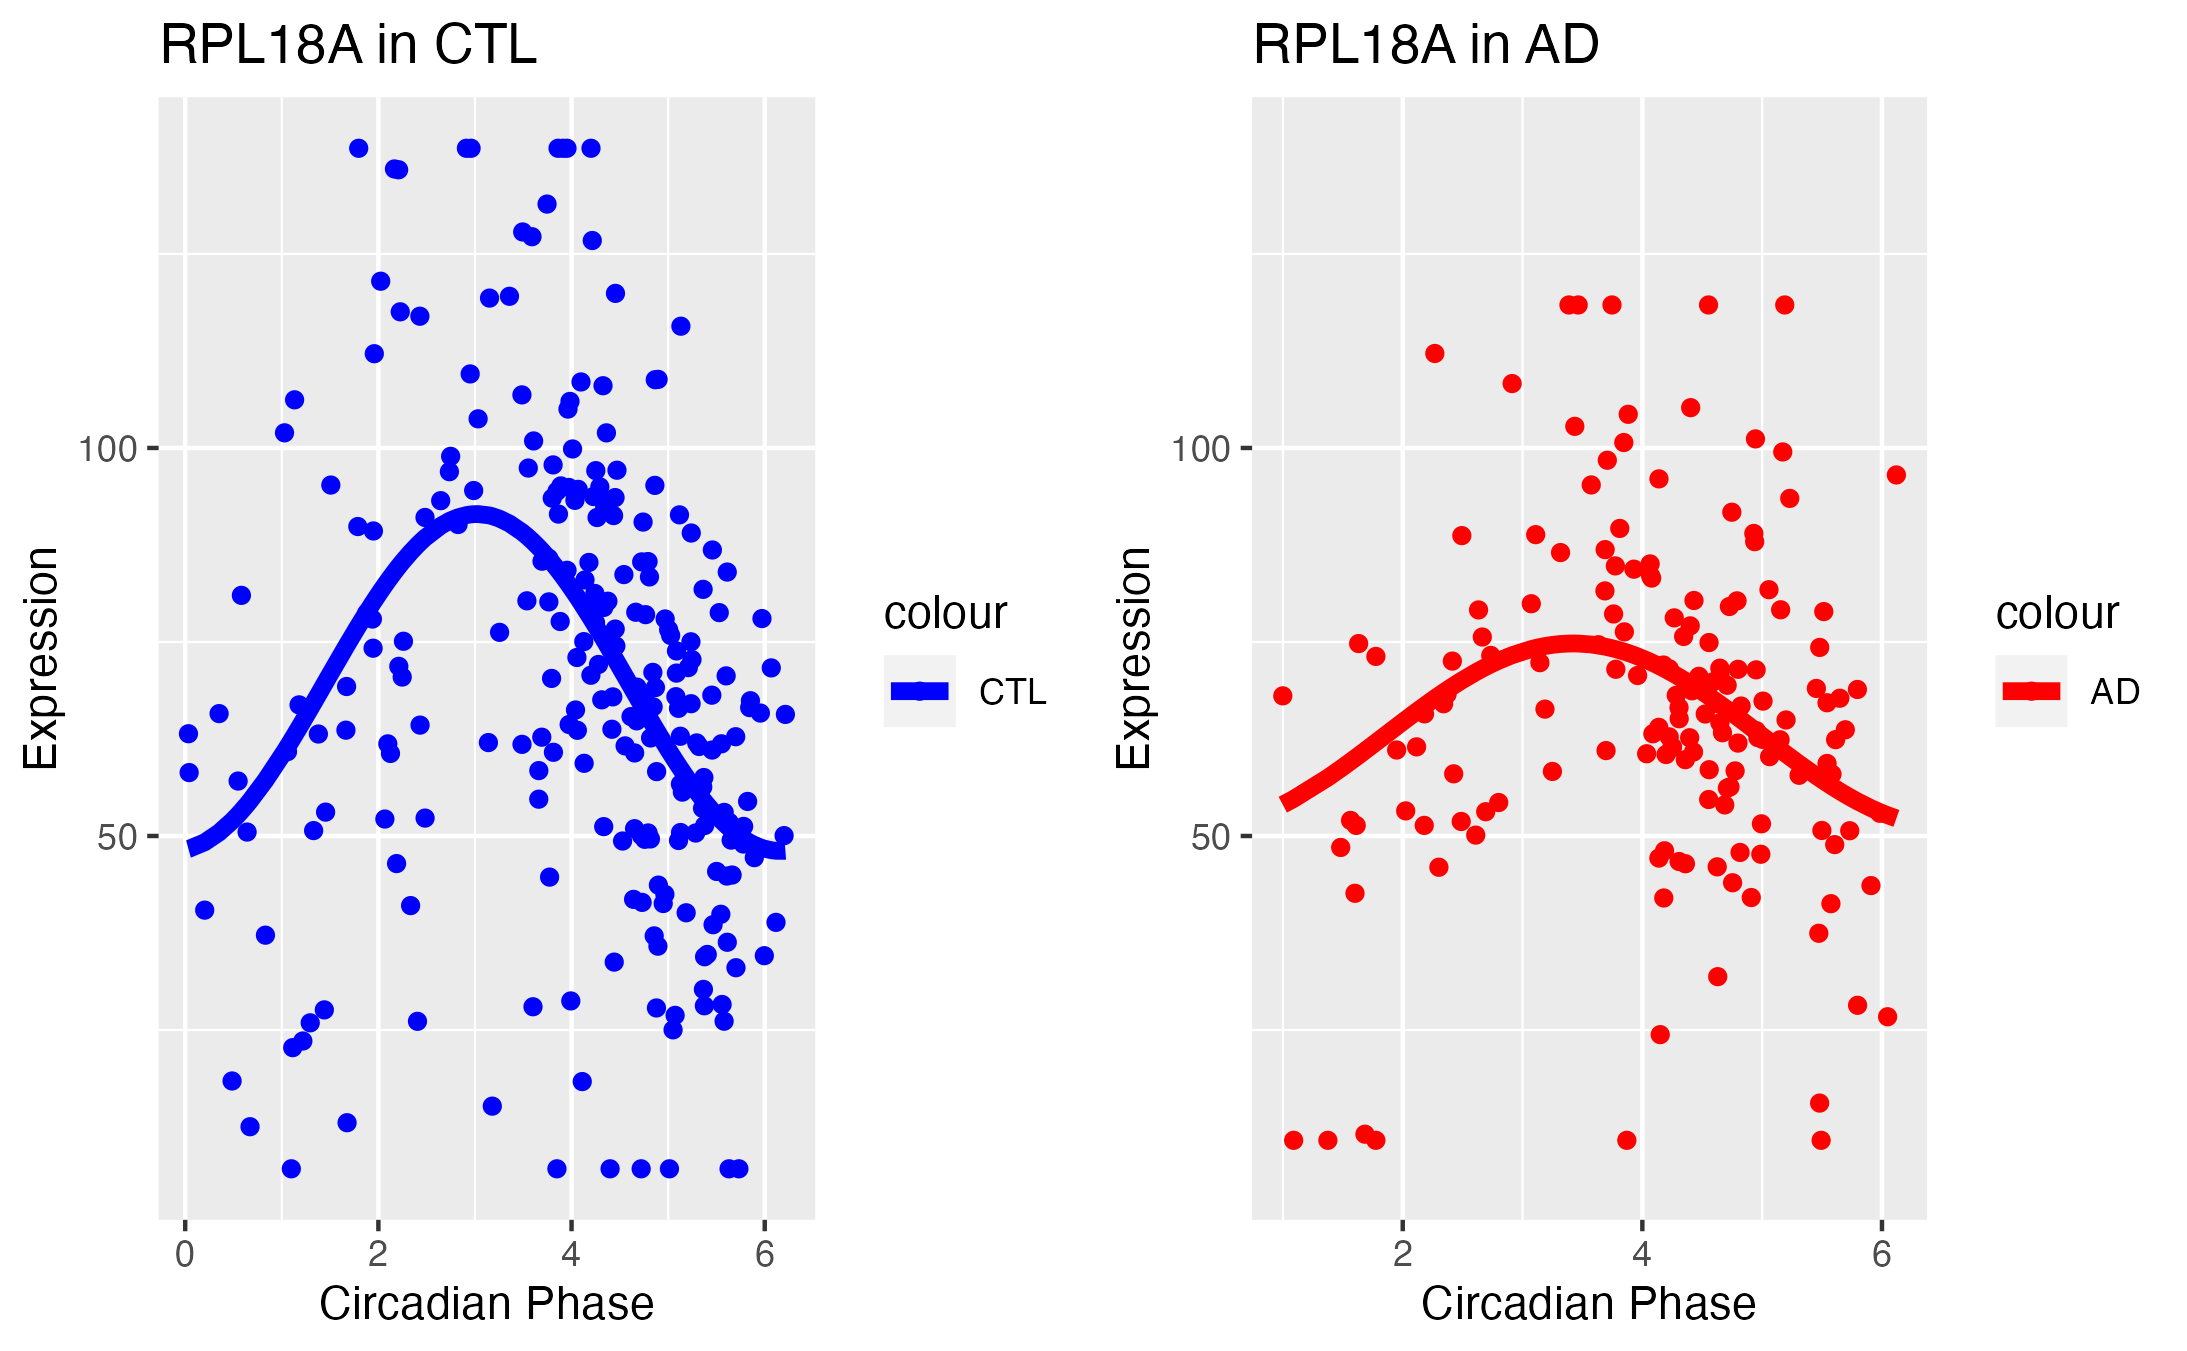 RPL18A in CTL
Expression
100
50
0 2 4 6
Circadian Phase
colour
CTL
RPL18A in AD
Expression
100
50
2 4 6
Circadian Phase
colour
AD